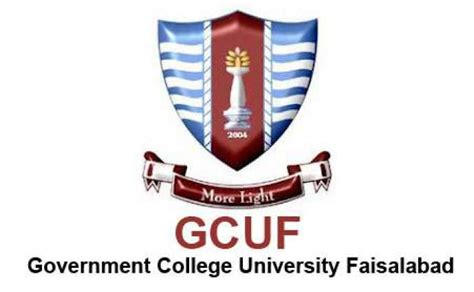 2004
More Light
GCUF
Government College University Faisalabad